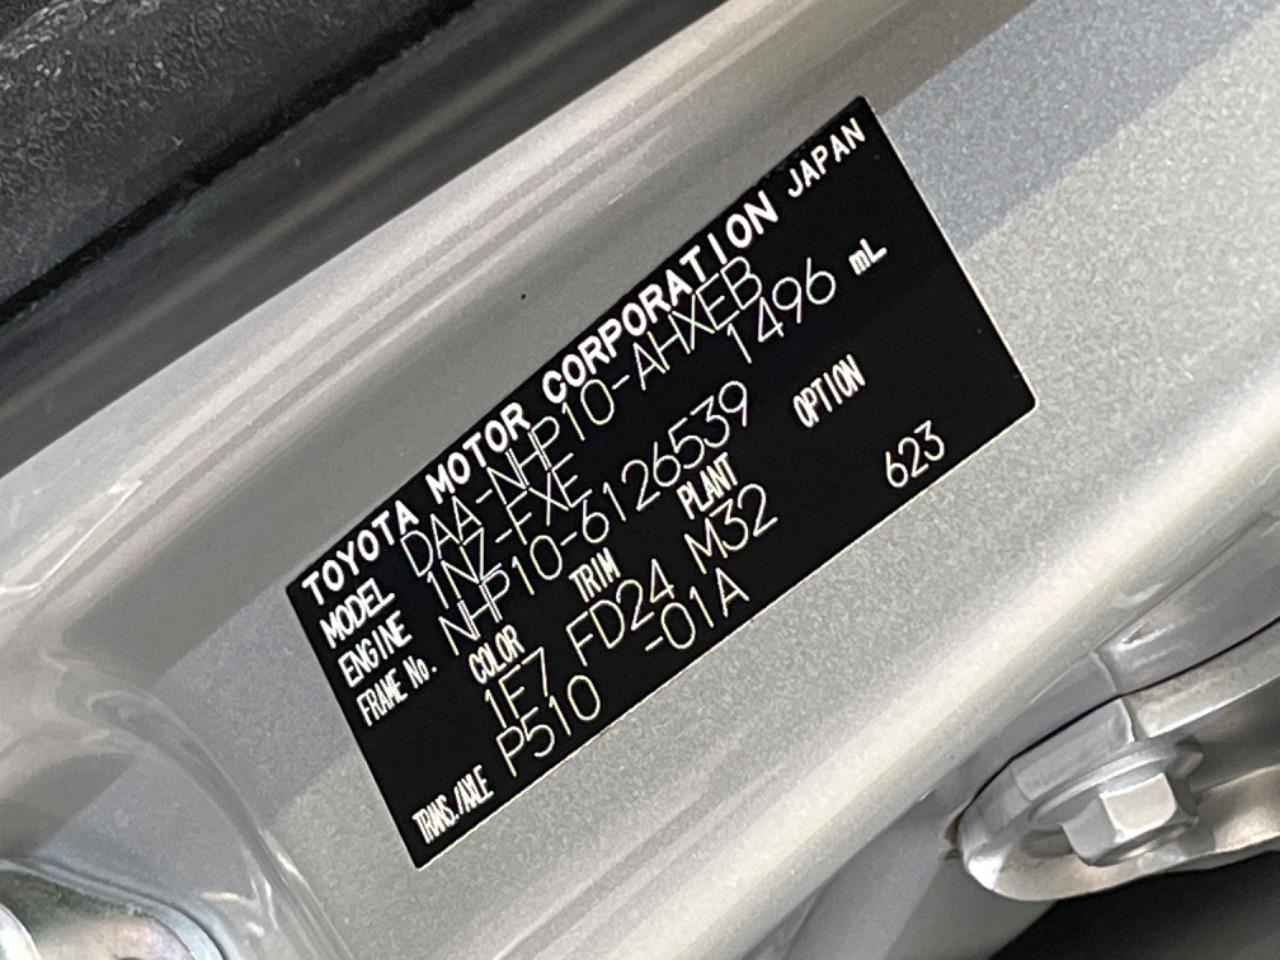 TOYOTA MOTOR CORPORATION JAPAN
MODEL DAA-NHP10-AHXEB
ENGINE 1NZ-FXE 1496 mL
FRAME No. NHP10-6126539
COLOR TRIM PLANT OPTION
1F7 FD24 M32 623
TRANS./AXLE P510 -01A